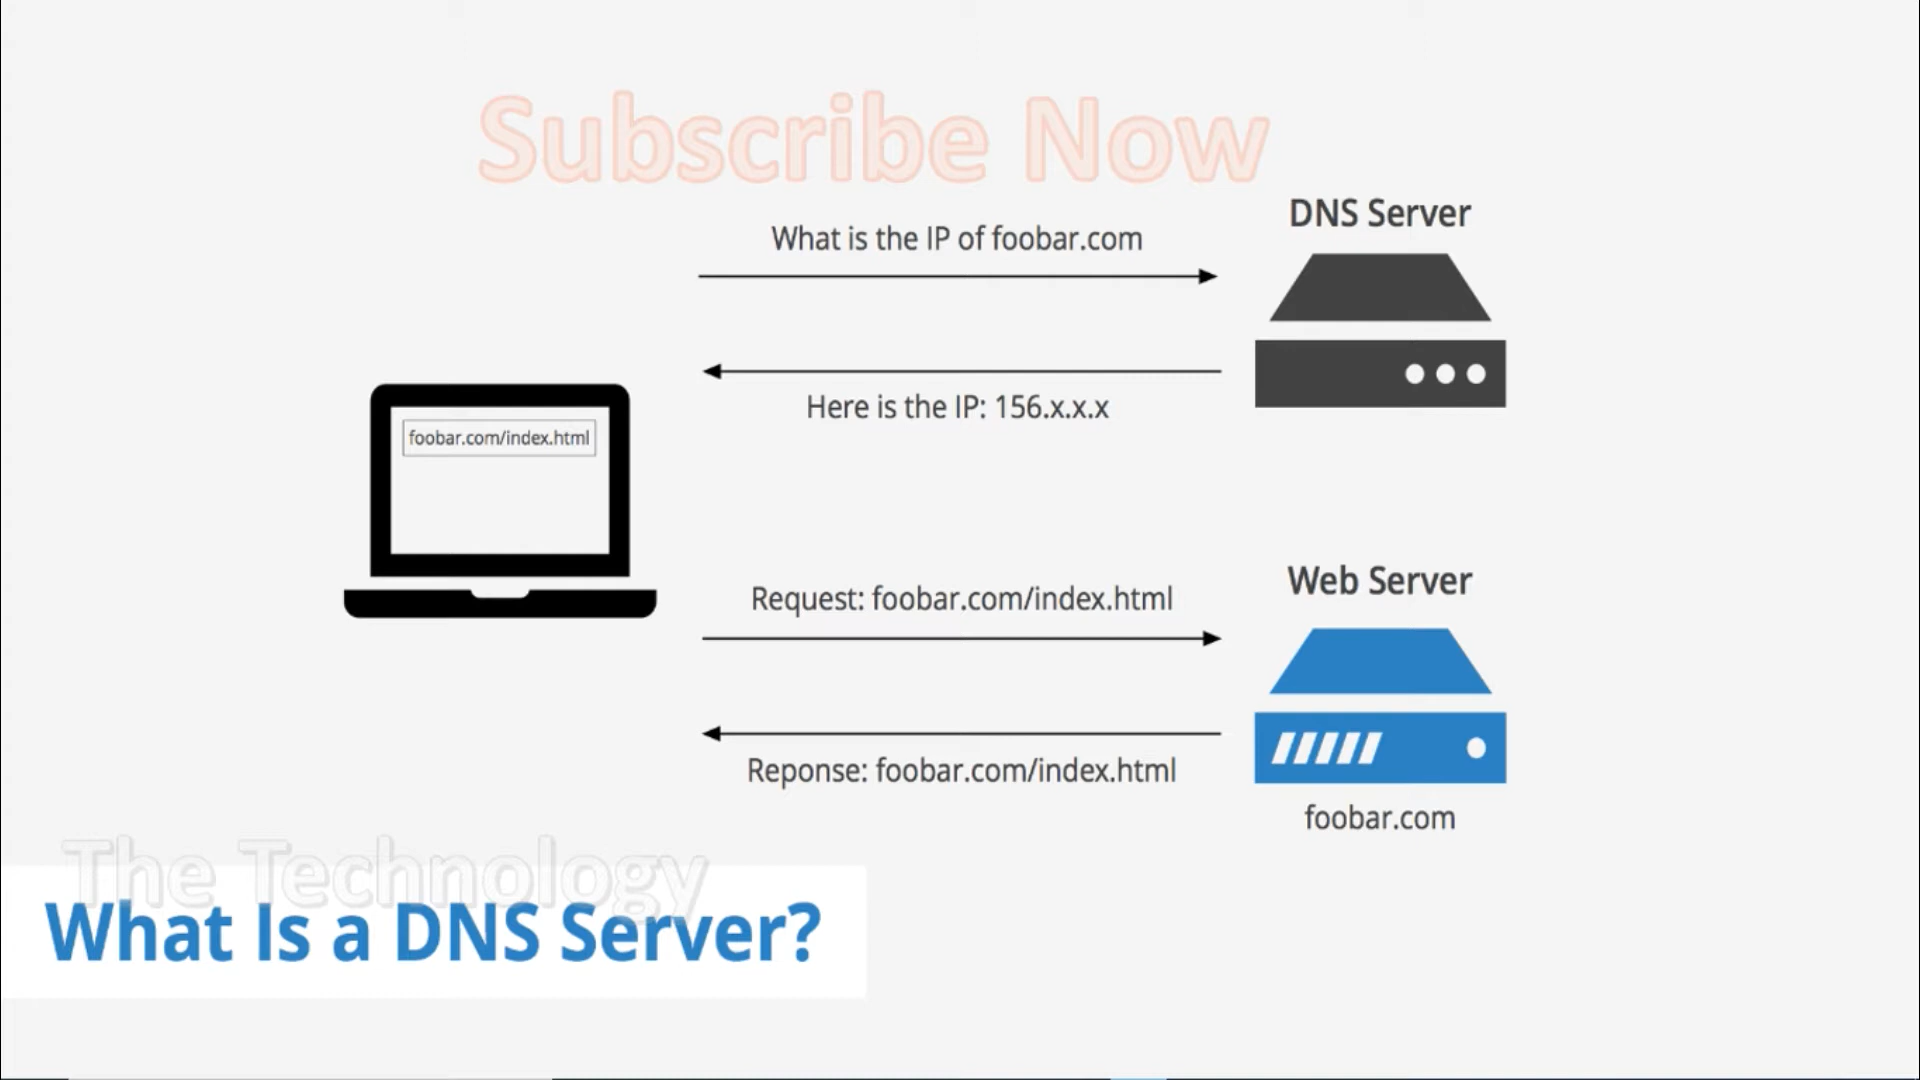 Subscribe Now
DNS Server
What is the IP of foobar.com
Here is the IP: 156.x.x.x
foobar.com/index.html
Web Server
Request: foobar.com/index.html
Reponse: foobar.com/index.html
foobar.com
The Technology
What Is a DNS Server?